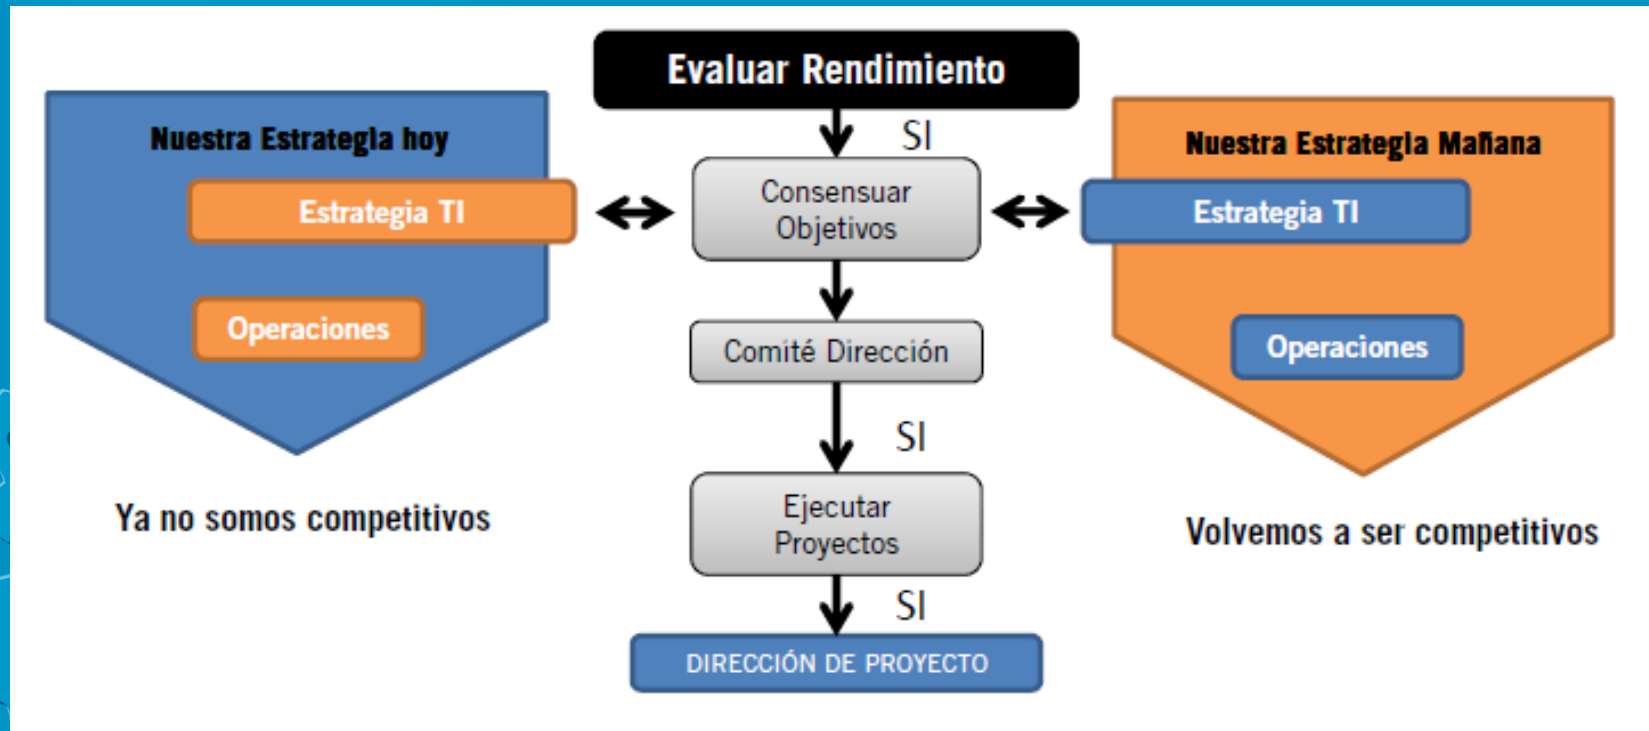 Evaluar Rendimiento
SI
Nuestra Estrategia hoy
Estrategia TI
Operaciones
Ya no somos competitivos
Consensuar
Objetivos
Comité Dirección
SI
Ejecutar
Proyectos
SI
DIRECCIÓN DE PROYECTO
Nuestra Estrategia Mañana
Estrategia TI
Operaciones
Volvemos a ser competitivos